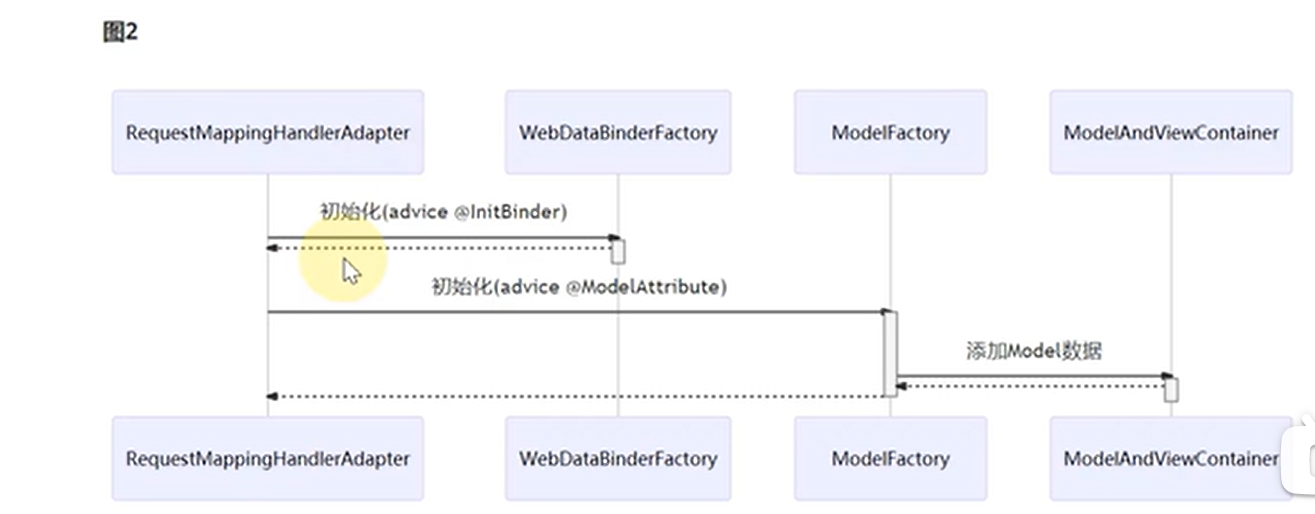 图2
RequestMappingHandlerAdapter
WebDataBinderFactory
ModelFactory
ModelAndViewContainer
初始化(advice @InitBinder)
初始化(advice @ModelAttribute)
添加Model数据
RequestMappingHandlerAdapter
WebDataBinderFactory
ModelFactory
ModelAndViewContainer